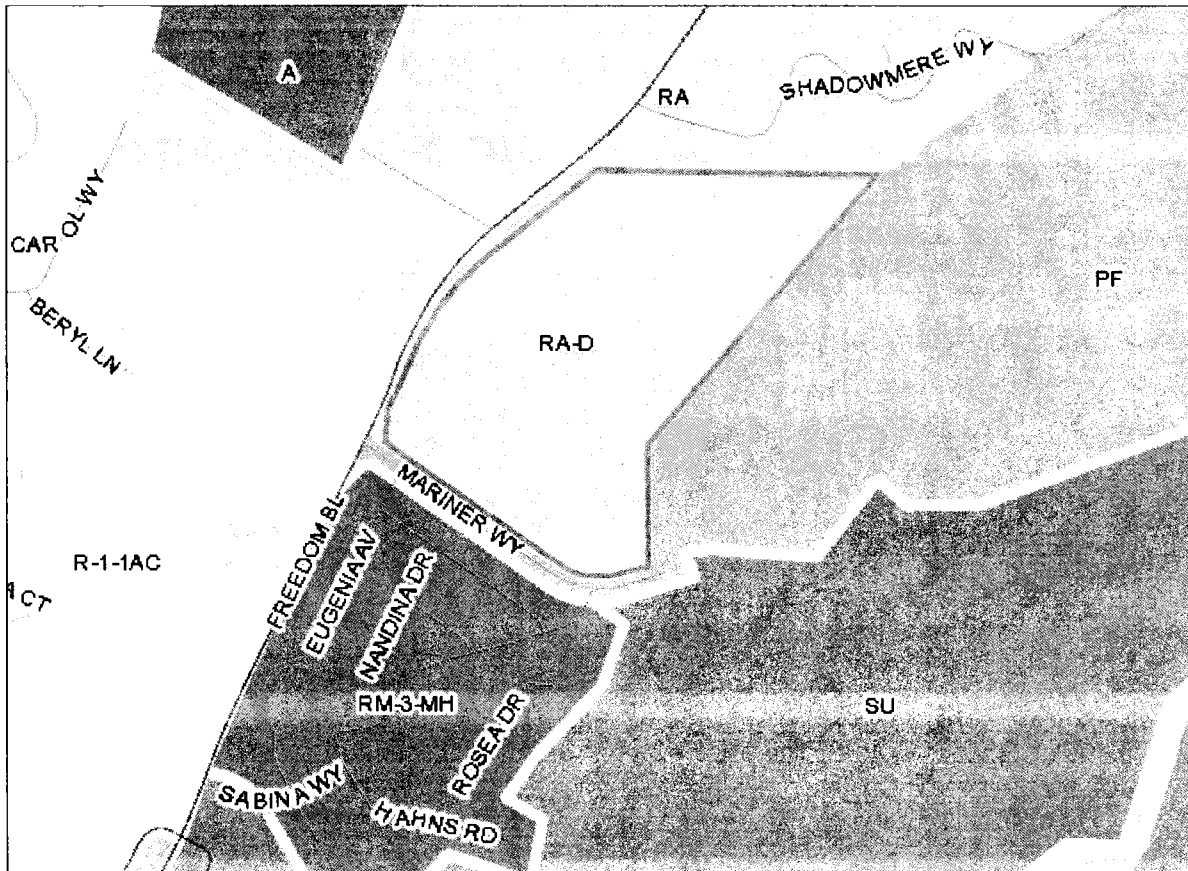 A
RA
SHADOWMERE WY
CAROL WY
BERYL LN
PF
RA-D
MARINER WY
FREEDOM BL
EUGENIA AV
NANDINA DR
R-1-1AC
CT
RM-3-MH
ROSEA DR
SU
SABINA WY
HAHNS RD